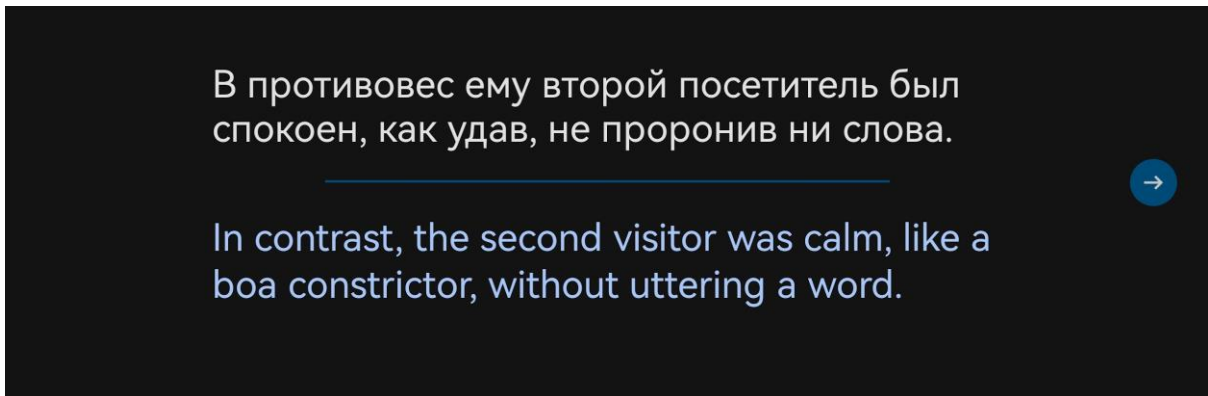 В противовес ему второй посетитель был
спокоен, как удав, не проронив ни слова.
In contrast, the second visitor was calm, like a
boa constrictor, without uttering a word.